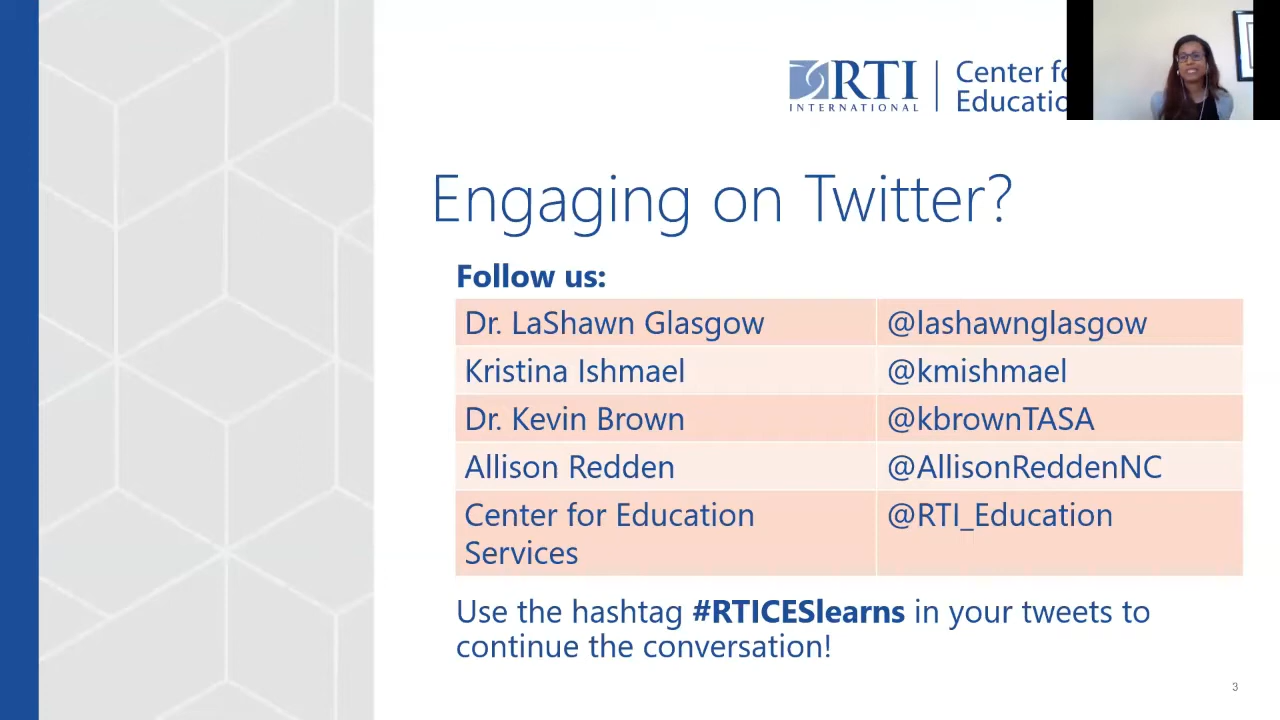 RTI
INTERNATIONAL
Center
Educatio
Engaging on Twitter?
Follow us:
Dr. LaShawn Glasgow @lashawnglasgow
Kristina Ishmael @kmishmael
Dr. Kevin Brown @kbrownTASA
Allison Redden @AllisonReddenNC
Center for Education @RTI_Education
Services
Use the hashtag #RTICESlearns in your tweets to
continue the conversation!
3